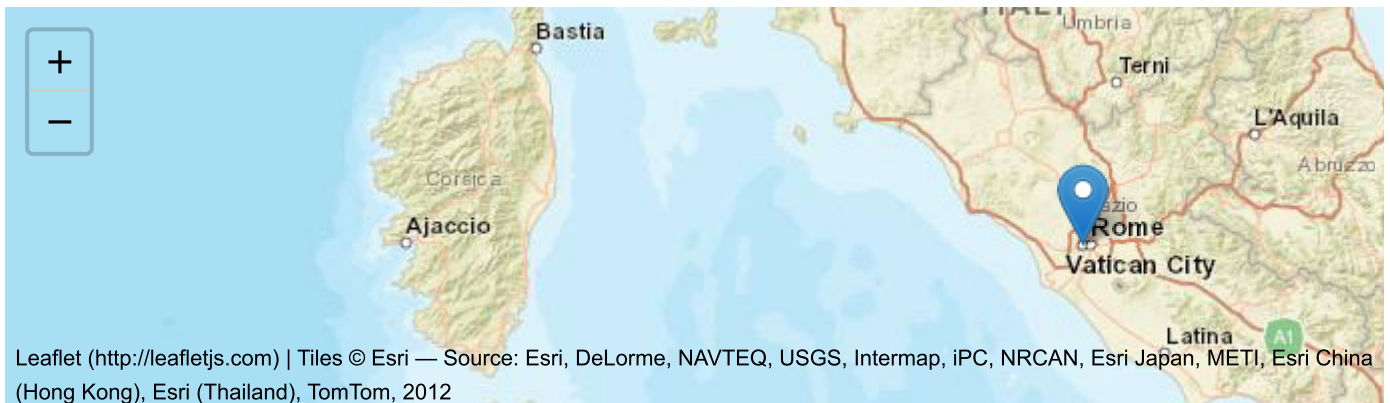 ITALY
Umbria
Bastia
+
Terni
−
L'Aquila
Abruzzo
Corsica
Ajaccio
Rome
Vatican City
Latina
A1
Leaflet (http://leafletjs.com) | Tiles © Esri — Source: Esri, DeLorme, NAVTEQ, USGS, Intermap, iPC, NRCAN, Esri Japan, METI, Esri China
(Hong Kong), Esri (Thailand), TomTom, 2012